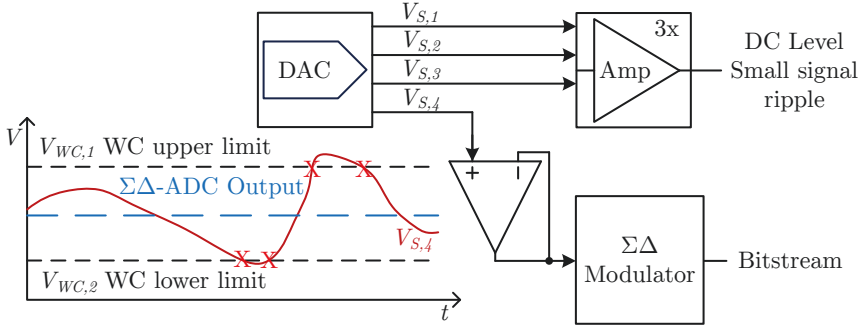 V_{S,1}
V_{S,2}
V_{S,3}
V_{S,4}
DAC
3x
Amp
DC Level
Small signal
ripple
V
V_{WC,1} WC upper limit
ΣΔ-ADC Output
V_{S,4}
V_{WC,2} WC lower limit
t
+
−
ΣΔ
Modulator
Bitstream
X
X
X
X